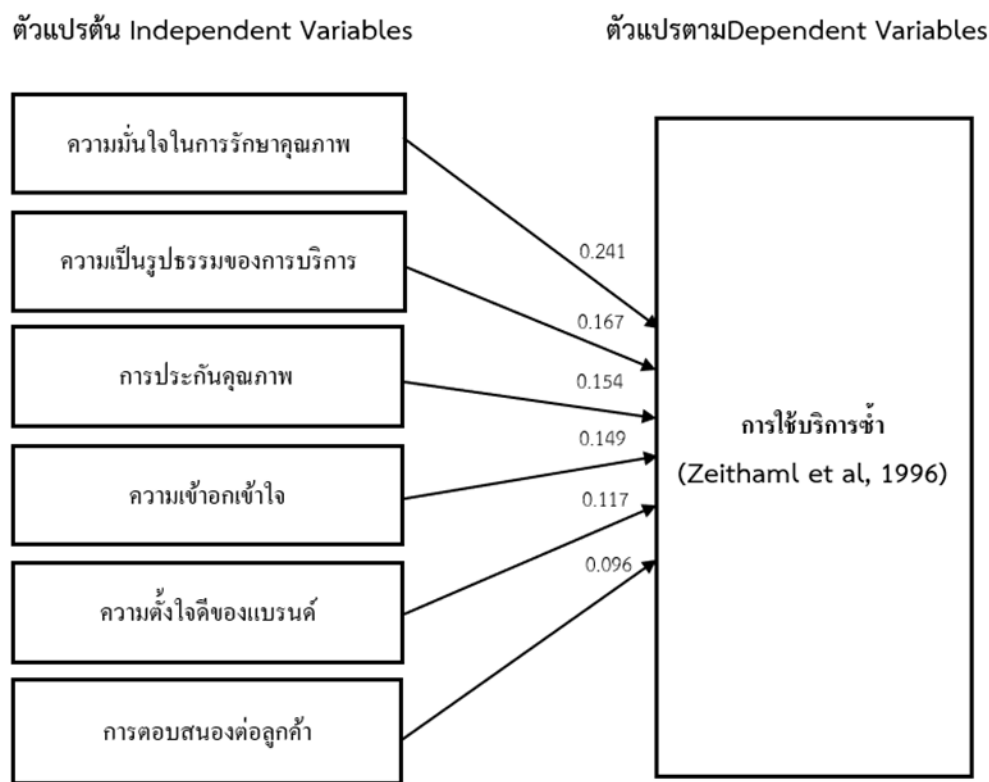 ตัวแปรต้น Independent Variables
ตัวแปรตามDependent Variables
ความมั่นใจในการรักษาคุณภาพ
ความเป็นรูปธรรมของการบริการ
การประกันคุณภาพ
ความเข้าอกเข้าใจ
ความตั้งใจดีของแบรนด์
การตอบสนองต่อลูกค้า
0.241
0.167
0.154
0.149
0.117
0.096
การใช้บริการซ้ำ
(Zeithaml et al, 1996)